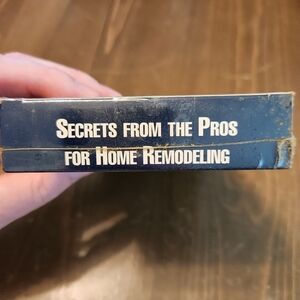 Secrets from the Pros
for Home Remodeling